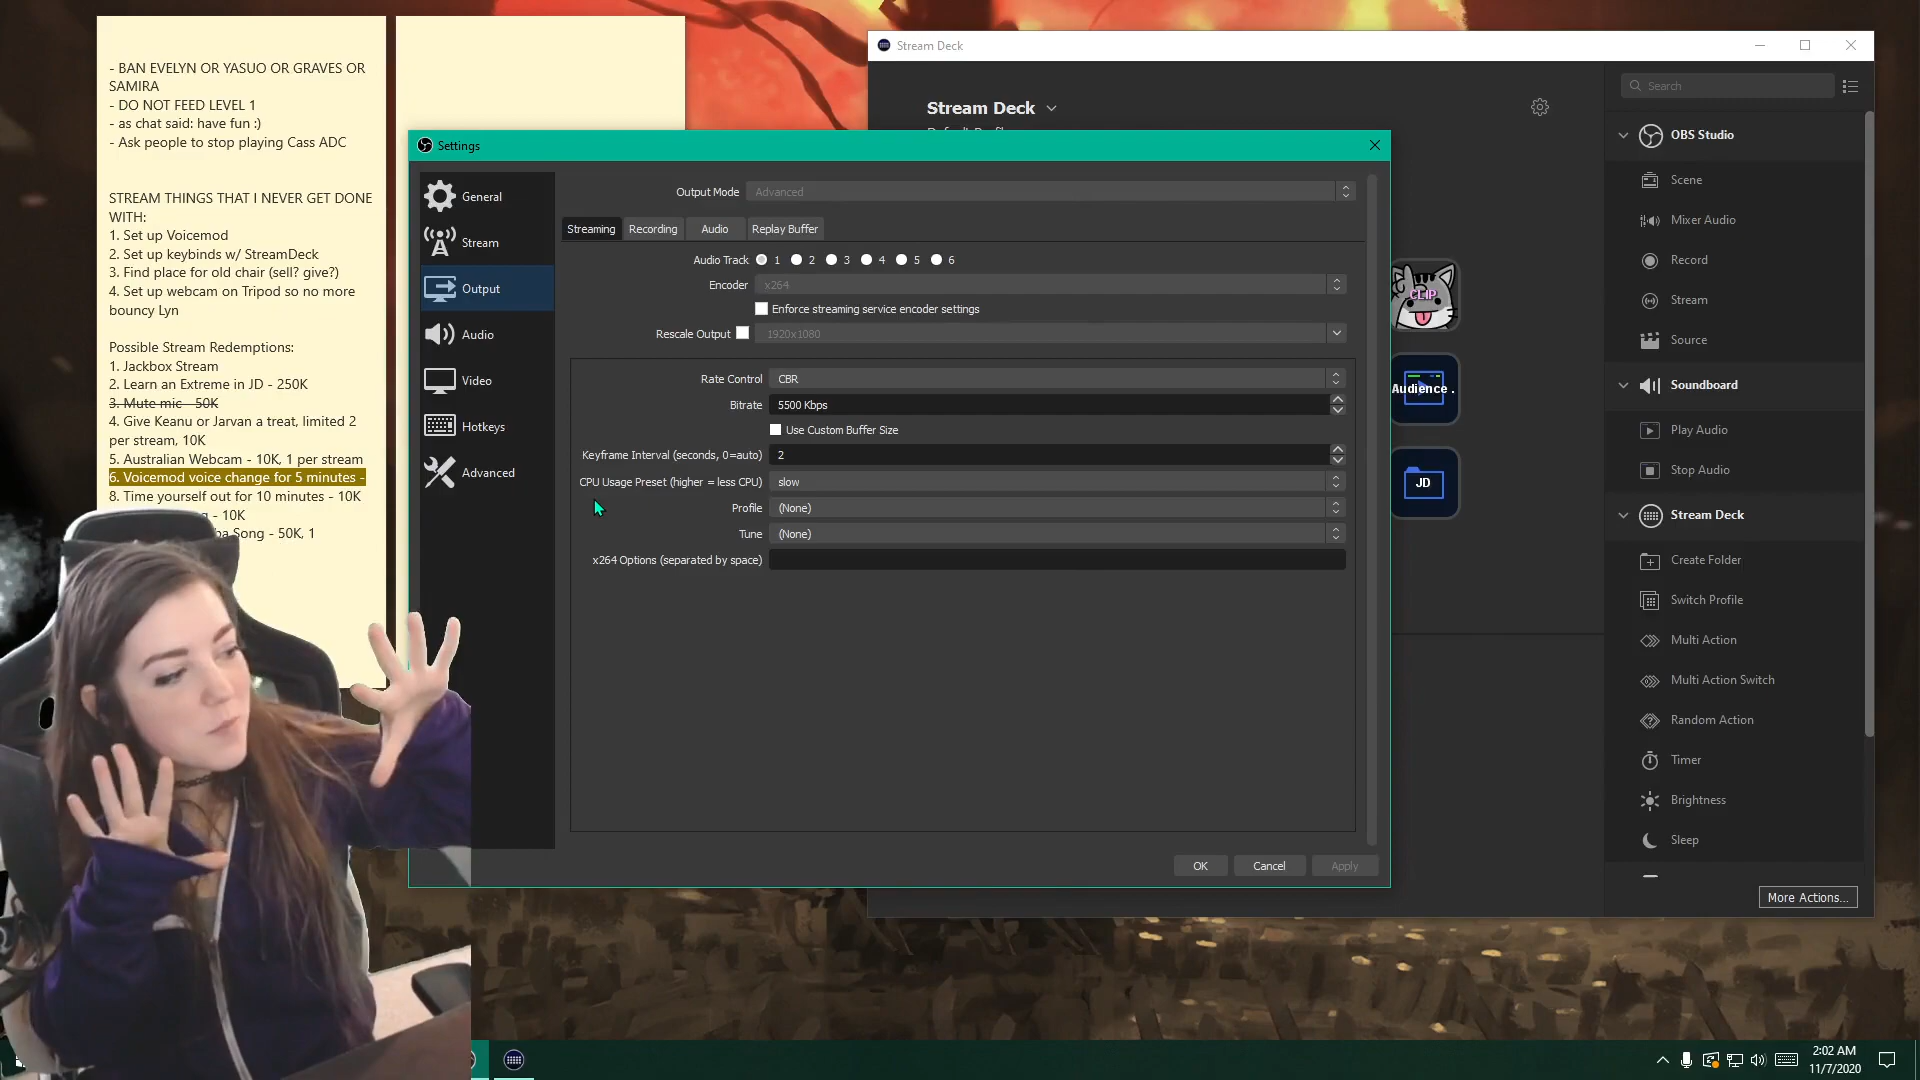 - BAN EVELYN OR YASUO OR GRAVES OR
SAMIRA
- DO NOT FEED LEVEL 1
- as chat said: have fun :)
- Ask people to stop playing Cass ADC
STREAM THINGS THAT I NEVER GET DONE
WITH:
1. Set up Voicemod
2. Set up keybinds w/ StreamDeck
3. Find place for old chair (sell? give?)
4. Set up webcam on Tripod so no more
bouncy Lyn
Possible Stream Redemptions:
1. Jackbox Stream
2. Learn an Extreme in JD - 250K
3. Mute mic - 50K
4. Give Keanu or Jarvan a treat, limited 2
per stream, 10K
5. Australian Webcam - 10K, 1 per stream
6. Voicemod voice change for 5 minutes -
8. Time yourself out for 10 minutes - 10K
- 10K
Song - 50K, 1
Settings
General
Stream
Output
Audio
Video
Hotkeys
Advanced
Output Mode Advanced
Streaming Recording Audio Replay Buffer
Audio Track 1 2 3 4 5 6
Encoder x264
Enforce streaming service encoder settings
Rescale Output 1920x1080
Rate Control CBR
Bitrate 5500 Kbps
Use Custom Buffer Size
Keyframe Interval (seconds, 0=auto) 2
CPU Usage Preset (higher = less CPU) slow
Profile (None)
Tune (None)
x264 Options (separated by space)
OK Cancel Apply
Stream Deck
Stream Deck
CLIP
Audience.
JD
Search
OBS Studio
Scene
Mixer Audio
Record
Stream
Source
Soundboard
Play Audio
Stop Audio
Stream Deck
Create Folder
Switch Profile
Multi Action
Multi Action Switch
Random Action
Timer
Brightness
Sleep
More Actions...
2:02 AM
11/7/2020